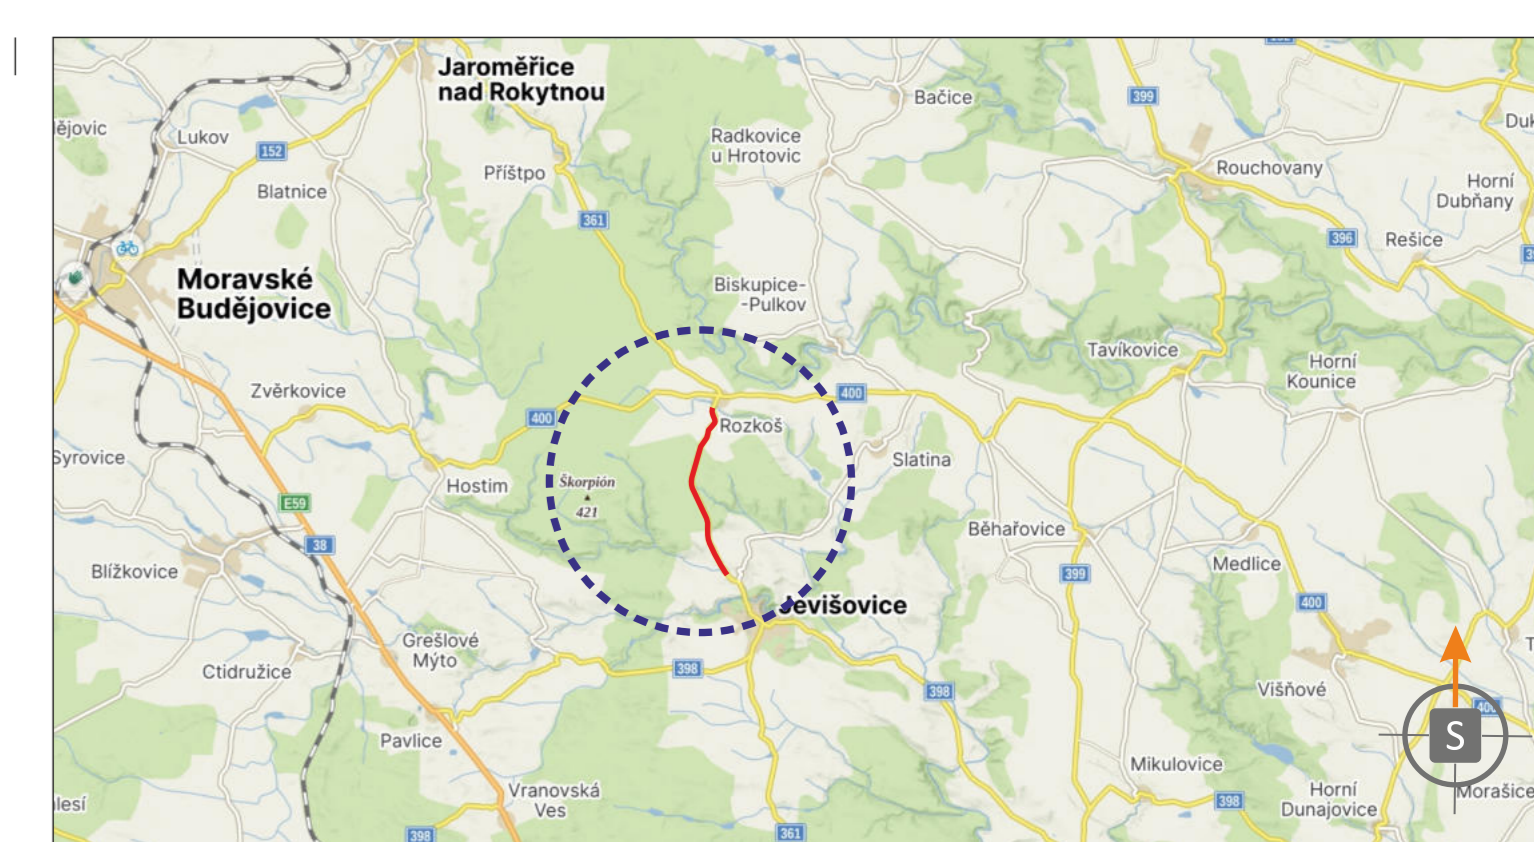 Jaroměřice
nad Rokytnou
Bačice
399
ějovic
Lukov
152
Radkovice
u Hrotovic
Příštpo
Blatnice
Rouchovany
Horní
Dubňany
361
396
Rešice
Moravské
Budějovice
Biskupice-
-Pulkov
Tavíkovice
Horní
Kounice
Zvěrkovice
400
400
Rozkoš
Syrovice
Slatina
Hostim
Škorpión
421
E59
38
Běhařovice
Blížkovice
Medlice
399
400
Jevišovice
Grešlové
Mýto
Ctidružice
398
398
Višňové
400
S
Pavlice
Mikulovice
Vranovská
Ves
Horní
Dunajovice
Morašice
lesí
398
361
398